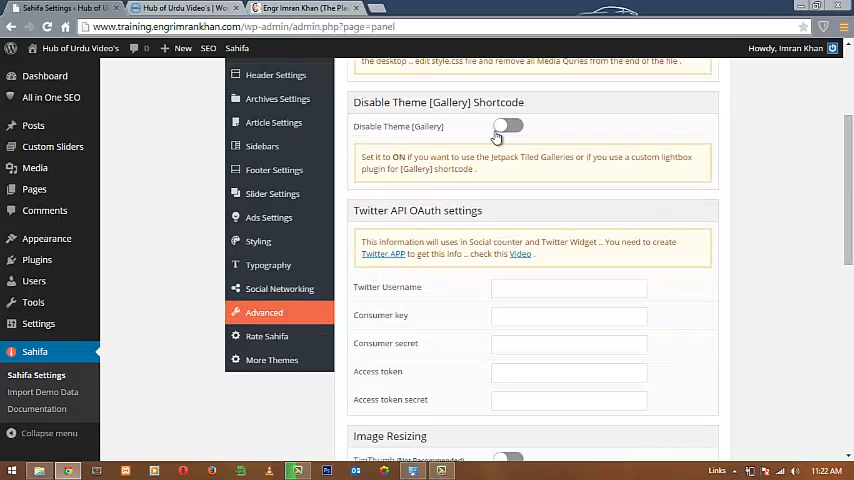 Sahifa Settings - Hub of U
Hub of Urdu Video's | Wo
Engr Imran Khan (The Pla
www.training.engrimrankhan.com/wp-admin/admin.php?page=panel
Hub of Urdu Video's
0
New
SEO
Sahifa
Howdy, Imran Khan
Dashboard
All in One SEO
Posts
Custom Sliders
Media
Pages
Comments
Appearance
Plugins
Users
Tools
Settings
Sahifa
Sahifa Settings
Import Demo Data
Documentation
Collapse menu
Header Settings
Archives Settings
Article Settings
Sidebars
Footer Settings
Slider Settings
Ads Settings
Styling
Typography
Social Networking
Advanced
Rate Sahifa
More Themes
the desktop .. edit style.css file and remove all Media Quries from the end of the file .
Disable Theme [Gallery] Shortcode
Disable Theme [Gallery]
Set it to ON if you want to use the Jetpack Tiled Galleries or if you use a custom lightbox
plugin for [Gallery] shortcode .
Twitter API OAuth settings
This information will uses in Social counter and Twitter Widget .. You need to create
Twitter APP to get this info .. check this Video .
Twitter Username
Consumer key
Consumer secret
Access token
Access token secret
Image Resizing
TimThumb (Not Recommended)
Links
11:22 AM